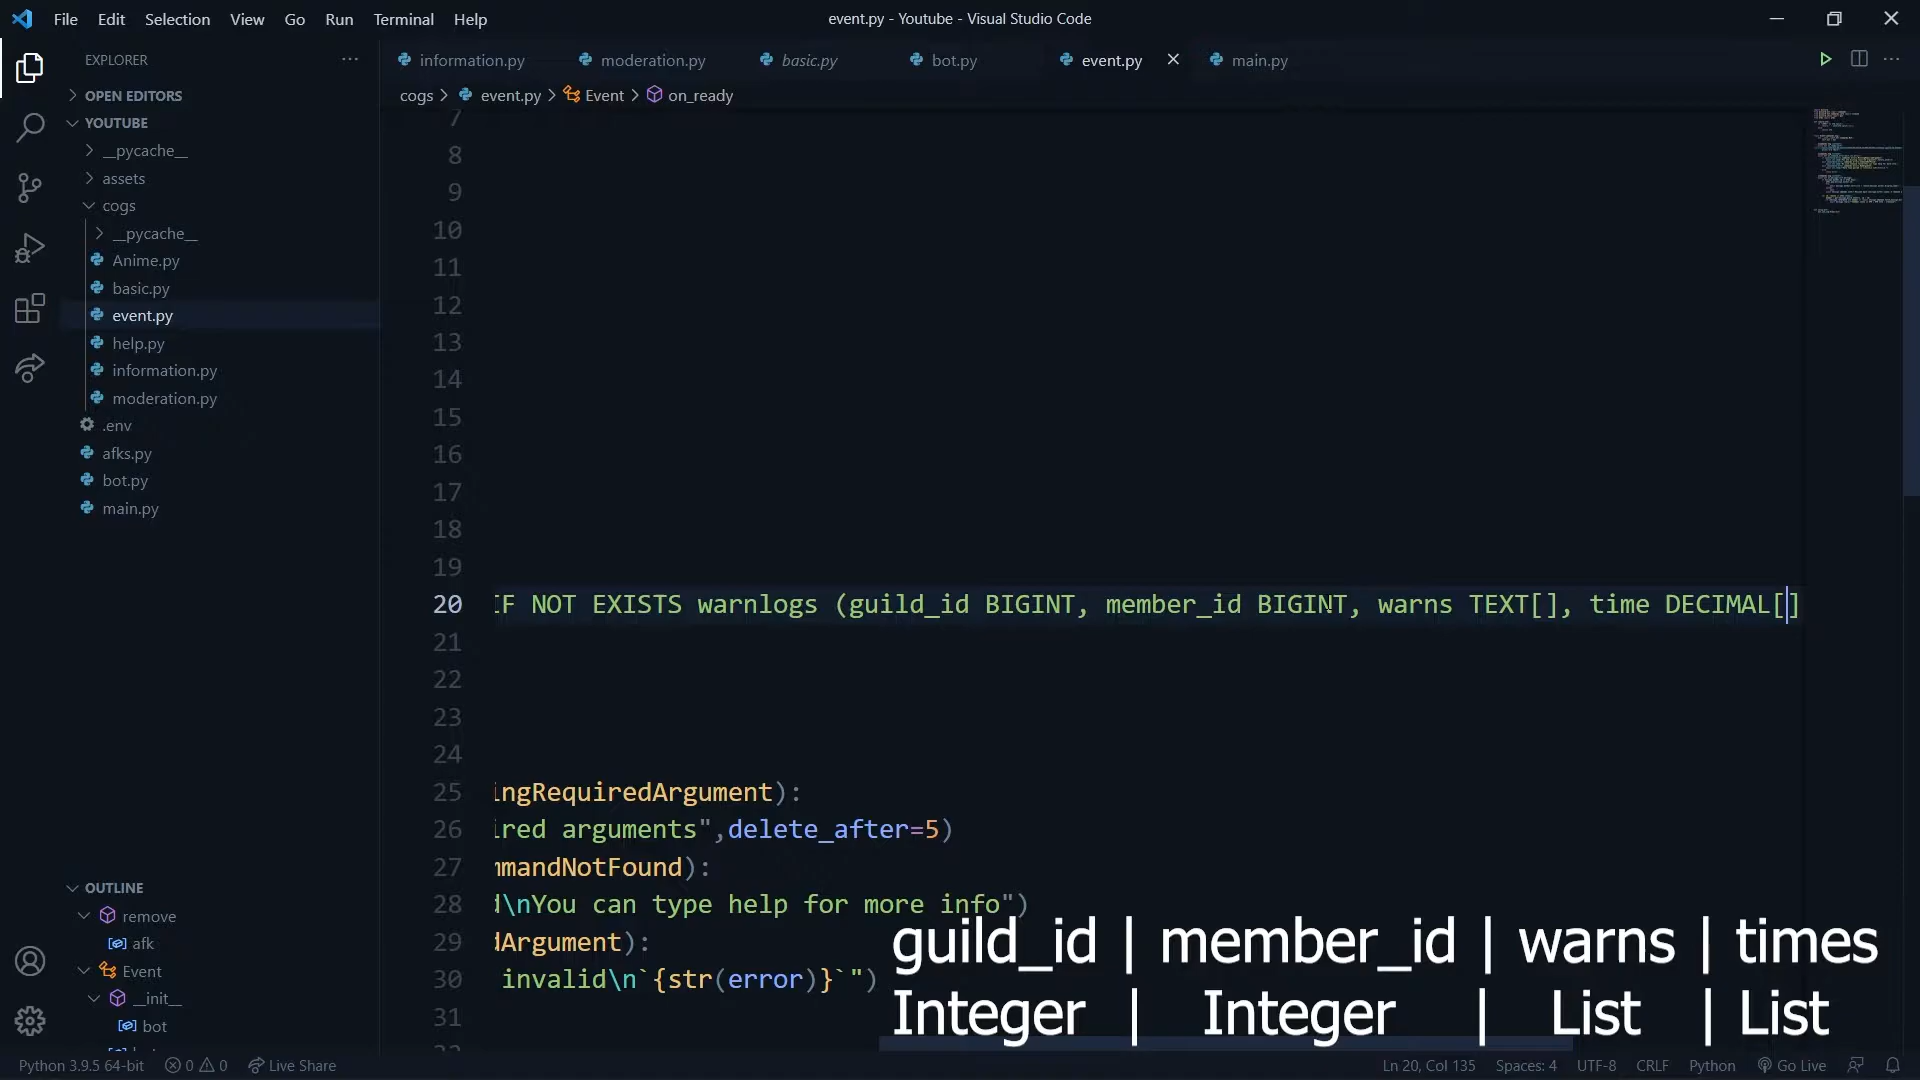 File Edit Selection View Go Run Terminal Help
event.py - Youtube - Visual Studio Code
EXPLORER
OPEN EDITORS
YOUTUBE
__pycache__
assets
cogs
__pycache__
Anime.py
basic.py
event.py
help.py
information.py
moderation.py
.env
afks.py
bot.py
main.py
OUTLINE
remove
afk
Event
__init__
bot
information.py moderation.py basic.py bot.py event.py main.py
cogs event.py Event on_ready
7
8
9
10
11
12
13
14
15
16
17
18
19
20 IF NOT EXISTS warnlogs (guild_id BIGINT, member_id BIGINT, warns TEXT[], time DECIMAL[]
21
22
23
24
25 ingRequiredArgument):
26 ired arguments",delete_after=5)
27 mmandNotFound):
28 d\nYou can type help for more info")
29 dArgument):
30 invalid\n`{str(error)}`")
31
guild_id | member_id | warns | times
Integer | Integer | List | List
Python 3.9.5 64-bit 0 0 Live Share Ln 20, Col 135 Spaces: 4 UTF-8 CRLF Python Go Live